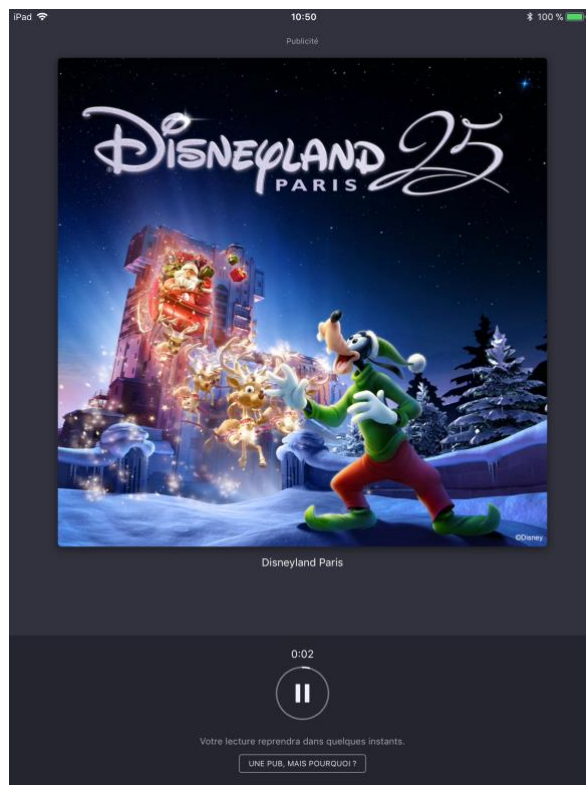 iPad 10:50 100 %
Publicité
DISNEYLAND 25
PARIS
©Disney
Disneyland Paris
0:02
Votre lecture reprendra dans quelques instants.
UNE PUB, MAIS POURQUOI ?